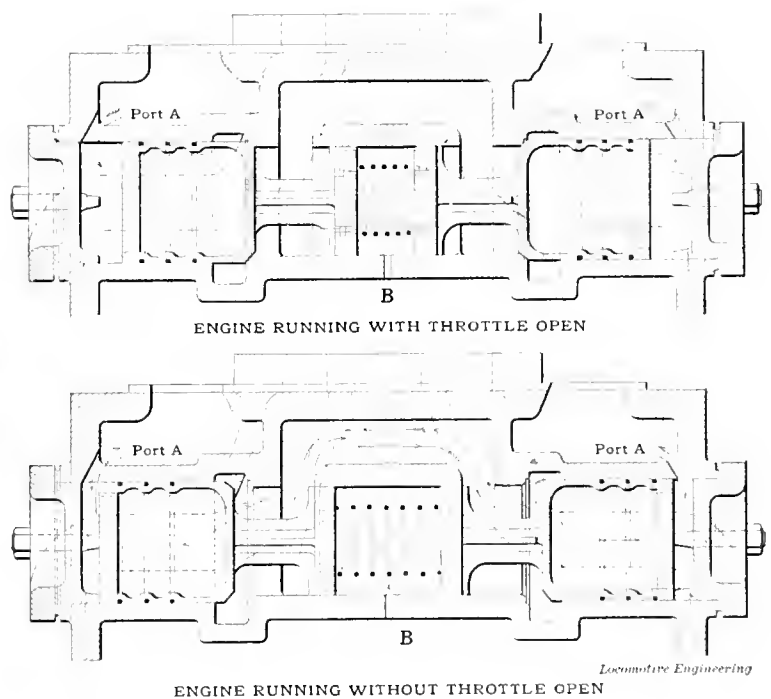 Port A Port A
B
ENGINE RUNNING WITH THROTTLE OPEN
Port A Port A
B
Locomotive Engineering
ENGINE RUNNING WITHOUT THROTTLE OPEN